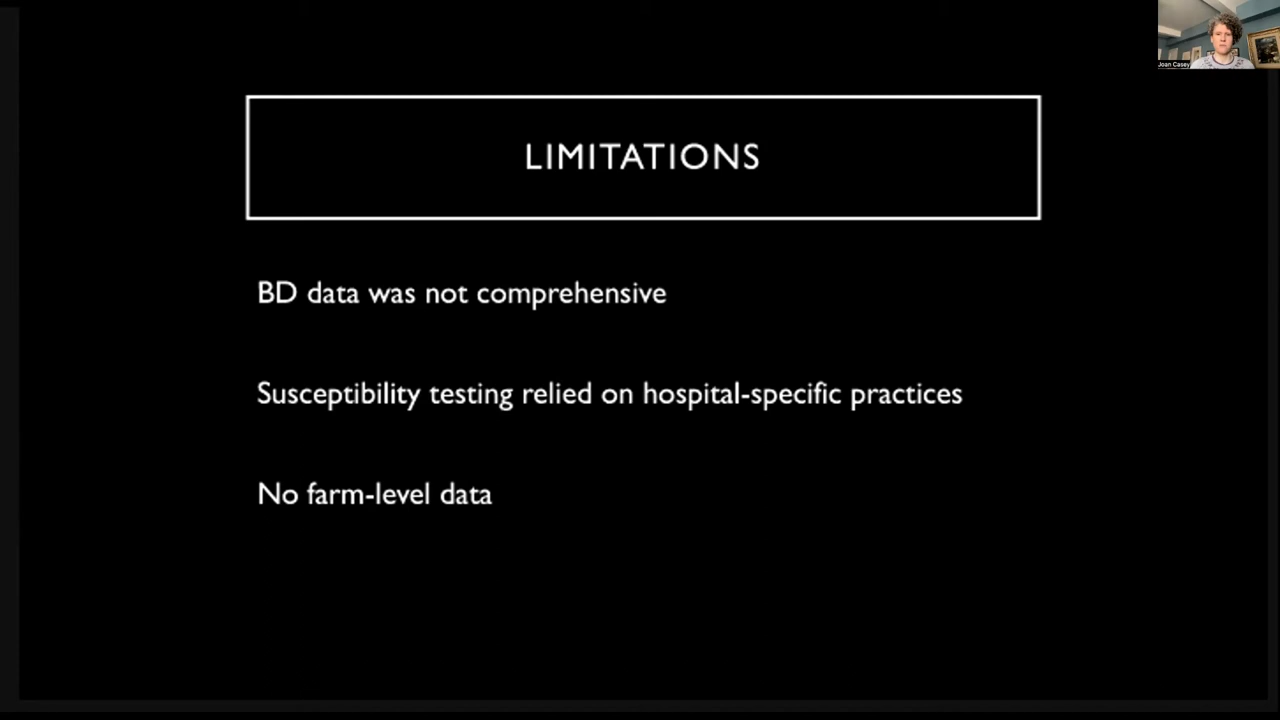 Joan Casey
LIMITATIONS
BD data was not comprehensive
Susceptibility testing relied on hospital-specific practices
No farm-level data